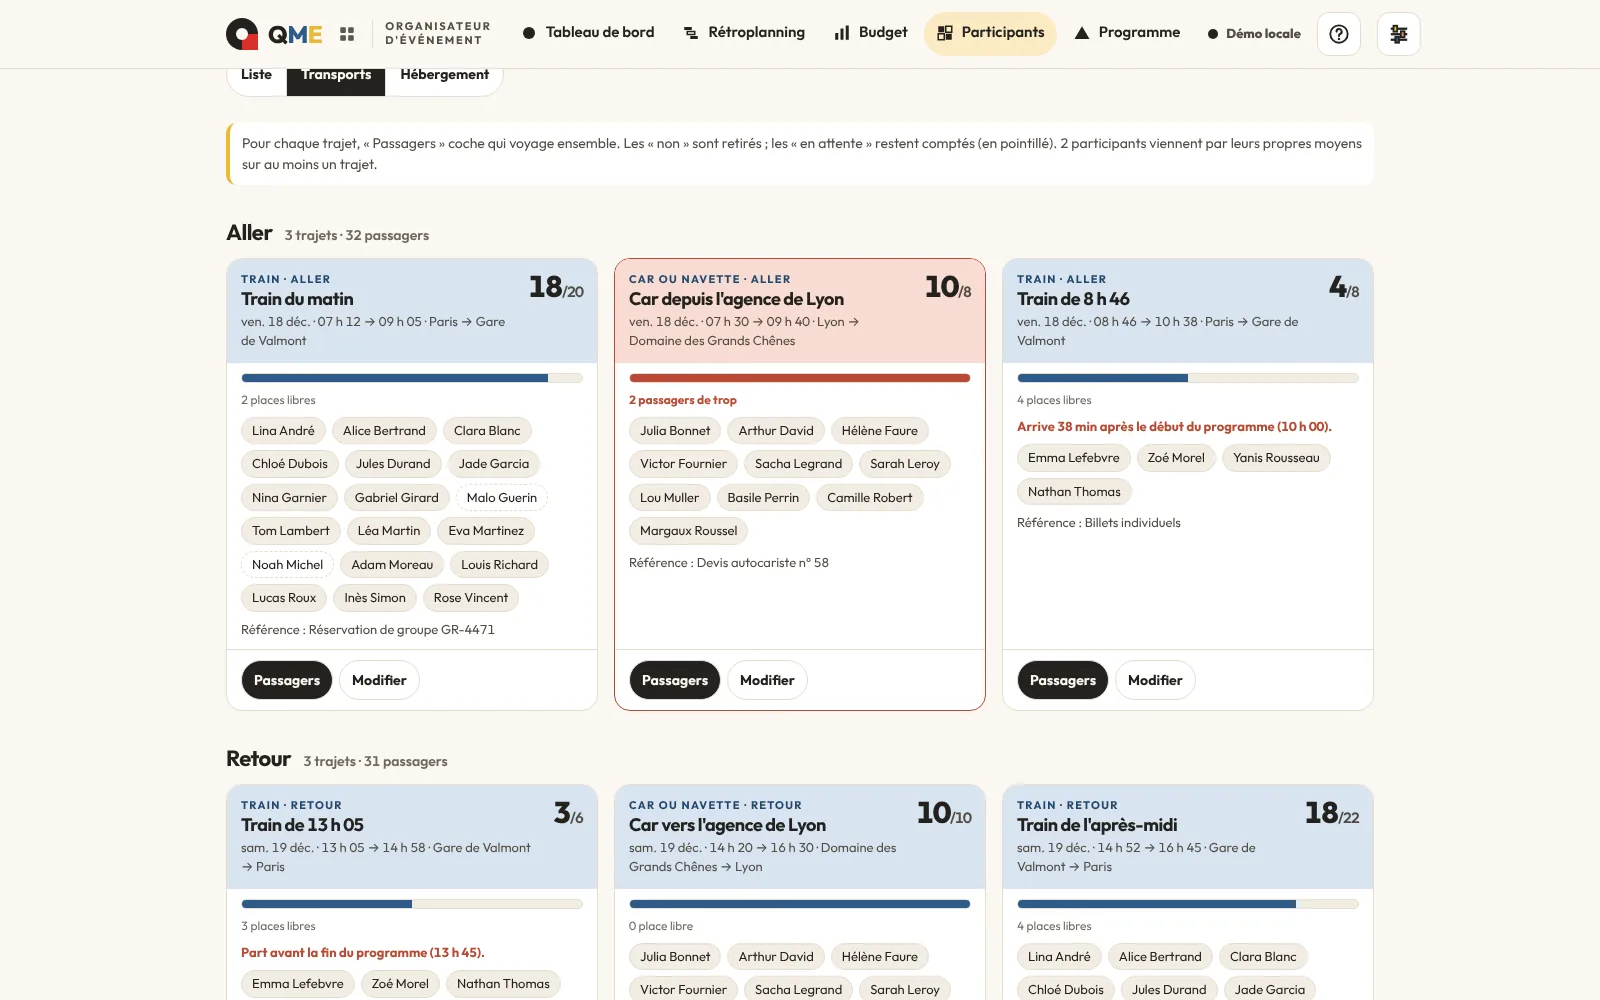 QME
ORGANISATEUR
D'ÉVÉNEMENT
Tableau de bord
Rétroplanning
Budget
Participants
Programme
Démo locale
Liste
Transports
Hébergement
Pour chaque trajet, « Passagers » coche qui voyage ensemble. Les « non » sont retirés ; les « en attente » restent comptés (en pointillé). 2 participants viennent par leurs propres moyens
sur au moins un trajet.
Aller
3 trajets · 32 passagers
TRAIN · ALLER
Train du matin
18/20
ven. 18 déc. · 07 h 12 → 09 h 05 · Paris → Gare
de Valmont
2 places libres
Lina André
Alice Bertrand
Clara Blanc
Chloé Dubois
Jules Durand
Jade Garcia
Nina Garnier
Gabriel Girard
Malo Guerin
Tom Lambert
Léa Martin
Eva Martinez
Noah Michel
Adam Moreau
Louis Richard
Lucas Roux
Inès Simon
Rose Vincent
Référence : Réservation de groupe GR-4471
Passagers
Modifier
CAR OU NAVETTE · ALLER
Car depuis l'agence de Lyon
10/8
ven. 18 déc. · 07 h 30 → 09 h 40 · Lyon →
Domaine des Grands Chênes
2 passagers de trop
Julia Bonnet
Arthur David
Hélène Faure
Victor Fournier
Sacha Legrand
Sarah Leroy
Lou Muller
Basile Perrin
Camille Robert
Margaux Roussel
Référence : Devis autocariste n° 58
Passagers
Modifier
TRAIN · ALLER
Train de 8 h 46
4/8
ven. 18 déc. · 08 h 46 → 10 h 38 · Paris → Gare de
Valmont
4 places libres
Arrive 38 min après le début du programme (10 h 00).
Emma Lefebvre
Zoé Morel
Yanis Rousseau
Nathan Thomas
Référence : Billets individuels
Passagers
Modifier
Retour
3 trajets · 31 passagers
TRAIN · RETOUR
Train de 13 h 05
3/6
sam. 19 déc. · 13 h 05 → 14 h 58 · Gare de Valmont
→ Paris
3 places libres
Part avant la fin du programme (13 h 45).
Emma Lefebvre
Zoé Morel
Nathan Thomas
CAR OU NAVETTE · RETOUR
Car vers l'agence de Lyon
10/10
sam. 19 déc. · 14 h 20 → 16 h 30 · Domaine des
Grands Chênes → Lyon
0 place libre
Julia Bonnet
Arthur David
Hélène Faure
Victor Fournier
Sacha Legrand
Sarah Leroy
TRAIN · RETOUR
Train de l'après-midi
18/22
sam. 19 déc. · 14 h 52 → 16 h 45 · Gare de
Valmont → Paris
4 places libres
Lina André
Alice Bertrand
Clara Blanc
Chloé Dubois
Jules Durand
Jade Garcia